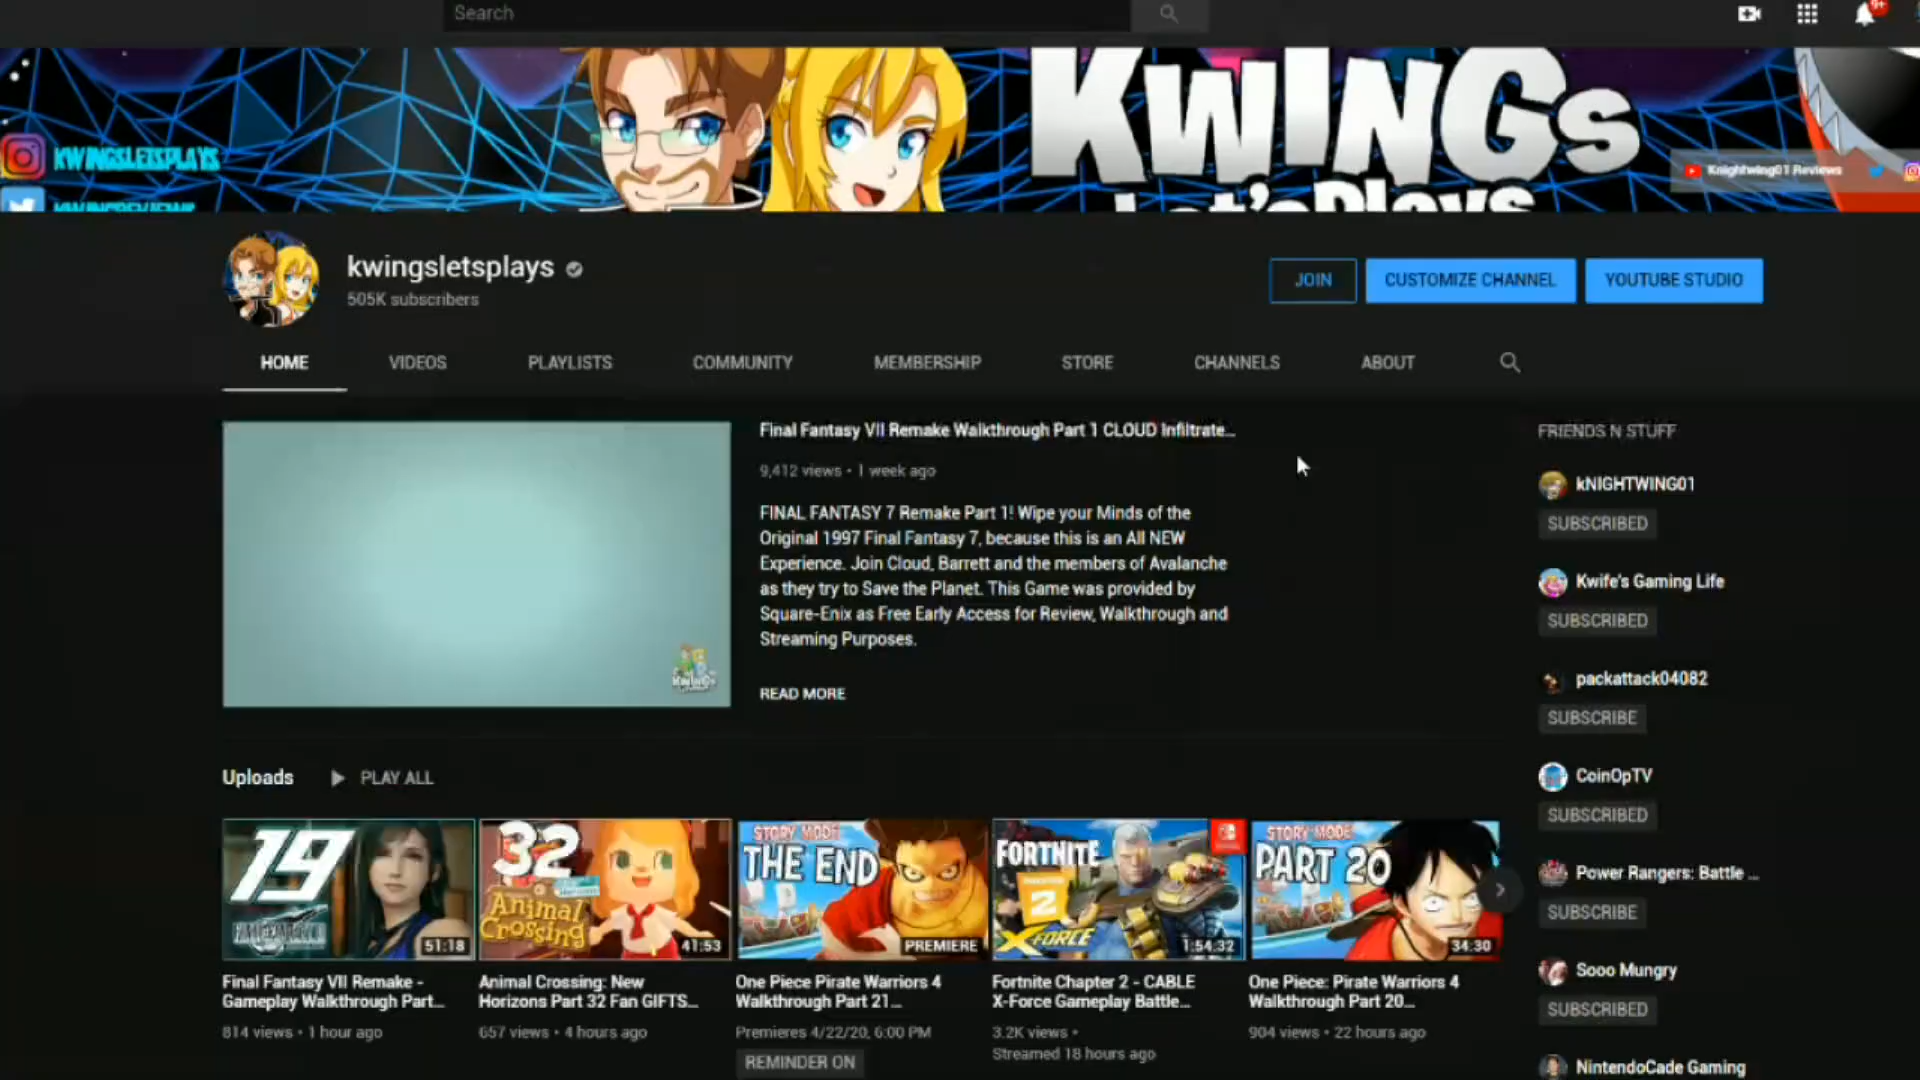 Search
9+
KWINGS
Let's Plays
KWINGSLETSPLAYS
KWINGREVIEWS
Knightwing01 Reviews
kwingsletsplays
505K subscribers
JOIN
CUSTOMIZE CHANNEL
YOUTUBE STUDIO
HOME
VIDEOS
PLAYLISTS
COMMUNITY
MEMBERSHIP
STORE
CHANNELS
ABOUT
Final Fantasy VII Remake Walkthrough Part 1 CLOUD Infiltrate...
9,412 views • 1 week ago
FINAL FANTASY 7 Remake Part 1! Wipe your Minds of the
Original 1997 Final Fantasy 7, because this is an All NEW
Experience. Join Cloud, Barrett and the members of Avalanche
as they try to Save the Planet. This Game was provided by
Square-Enix as Free Early Access for Review, Walkthrough and
Streaming Purposes.
READ MORE
KWINGS
FRIENDS N STUFF
kNIGHTWING01
SUBSCRIBED
Kwife's Gaming Life
SUBSCRIBED
packattack04082
SUBSCRIBE
CoinOpTV
SUBSCRIBED
Power Rangers: Battle ...
SUBSCRIBE
Sooo Mungry
SUBSCRIBED
NintendoCade Gaming
Uploads
PLAY ALL
19
51:18
Final Fantasy VII Remake -
Gameplay Walkthrough Part...
814 views • 1 hour ago
32
Animal
Crossing
41:53
Animal Crossing: New
Horizons Part 32 Fan GIFTS...
657 views • 4 hours ago
STORY MODE
THE END
PREMIERE
One Piece Pirate Warriors 4
Walkthrough Part 21...
Premieres 4/22/20, 6:00 PM
REMINDER ON
FORTNITE
2
X-FORCE
1:54:32
Fortnite Chapter 2 - CABLE
X-Force Gameplay Battle...
3.2K views •
Streamed 18 hours ago
STORY MODE
PART 20
34:30
One Piece: Pirate Warriors 4
Walkthrough Part 20...
904 views • 22 hours ago